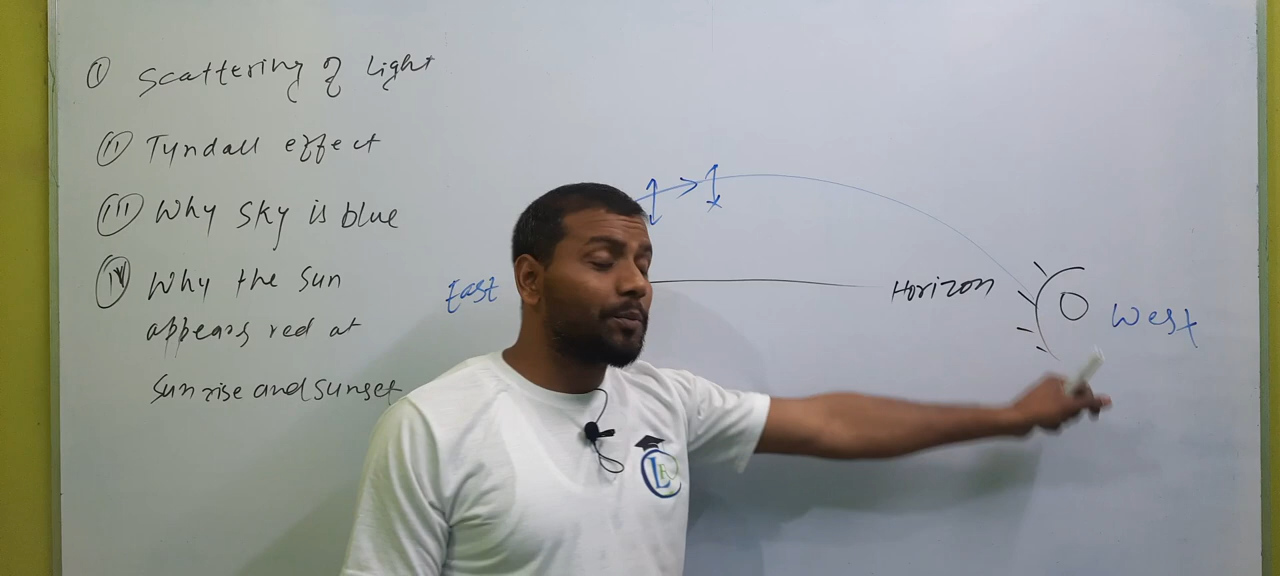 (I) Scattering of Light
(II) Tyndall effect
(III) Why sky is blue
(IV) Why the sun
appears red at
sunrise and sunset
East
Horizon
West
LR